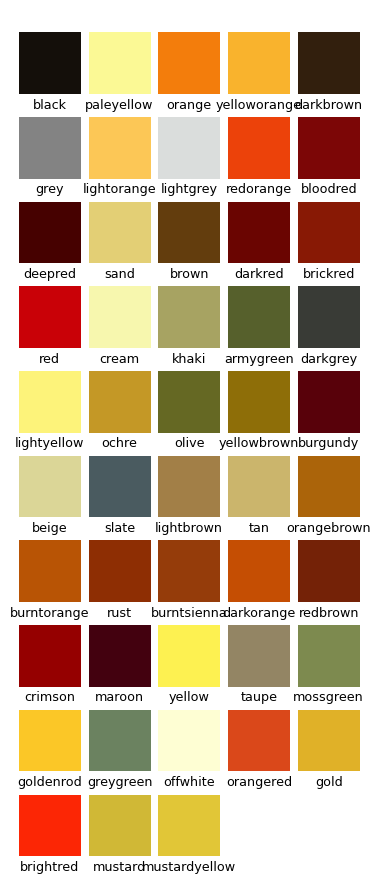 black paleyellow orange yelloworange darkbrown
grey lightorange lightgrey redorange bloodred
deepred sand brown darkred brickred
red cream khaki armygreen darkgrey
lightyellow ochre olive yellowbrown burgundy
beige slate lightbrown tan orangebrown
burntorange rust burntsienna darkorange redbrown
crimson maroon yellow taupe mossgreen
goldenrod greygreen offwhite orangered gold
brightred mustard mustardyellow